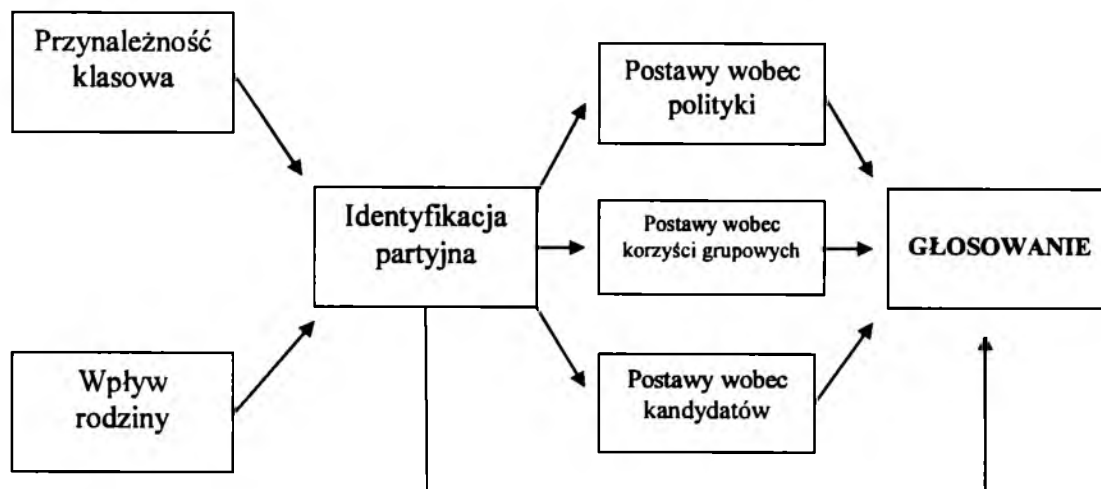 Przynależność
klasowa
Wpływ
rodziny
Identyfikacja
partyjna
Postawy wobec
polityki
Postawy wobec
korzyści grupowych
Postawy wobec
kandydatów
GŁOSOWANIE